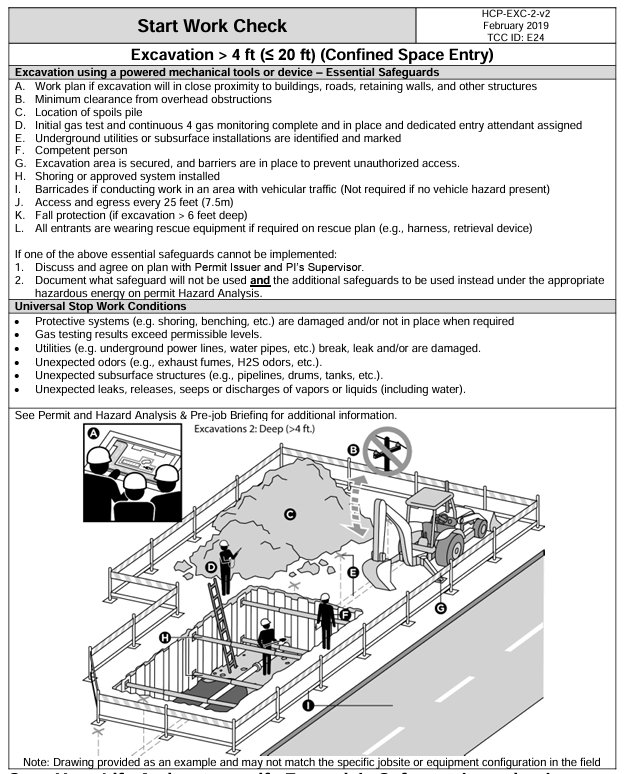 Start Work Check
HCP-EXC-2-v2
February 2019
TCC ID: E24
Excavation > 4 ft (≤ 20 ft) (Confined Space Entry)
Excavation using a powered mechanical tools or device – Essential Safeguards
A. Work plan if excavation will in close proximity to buildings, roads, retaining walls, and other structures
B. Minimum clearance from overhead obstructions
C. Location of spoils pile
D. Initial gas test and continuous 4 gas monitoring complete and in place and dedicated entry attendant assigned
E. Underground utilities or subsurface installations are identified and marked
F. Competent person
G. Excavation area is secured, and barriers are in place to prevent unauthorized access.
H. Shoring or approved system installed
I. Barricades if conducting work in an area with vehicular traffic (Not required if no vehicle hazard present)
J. Access and egress every 25 feet (7.5m)
K. Fall protection (if excavation > 6 feet deep)
L. All entrants are wearing rescue equipment if required on rescue plan (e.g., harness, retrieval device)
If one of the above essential safeguards cannot be implemented:
1. Discuss and agree on plan with Permit Issuer and PI's Supervisor.
2. Document what safeguard will not be used and the additional safeguards to be used instead under the appropriate
hazardous energy on permit Hazard Analysis.
Universal Stop Work Conditions
• Protective systems (e.g. shoring, benching, etc.) are damaged and/or not in place when required
• Gas testing results exceed permissible levels.
• Utilities (e.g. underground power lines, water pipes, etc.) break, leak and/or are damaged.
• Unexpected odors (e.g., exhaust fumes, H2S odors, etc.).
• Unexpected subsurface structures (e.g., pipelines, drums, tanks, etc.).
• Unexpected leaks, releases, seeps or discharges of vapors or liquids (including water).
See Permit and Hazard Analysis & Pre-job Briefing for additional information.
Excavations 2: Deep (>4 ft.)
A
B
C
D
E
F
G
H
I
Note: Drawing provided as an example and may not match the specific jobsite or equipment configuration in the field